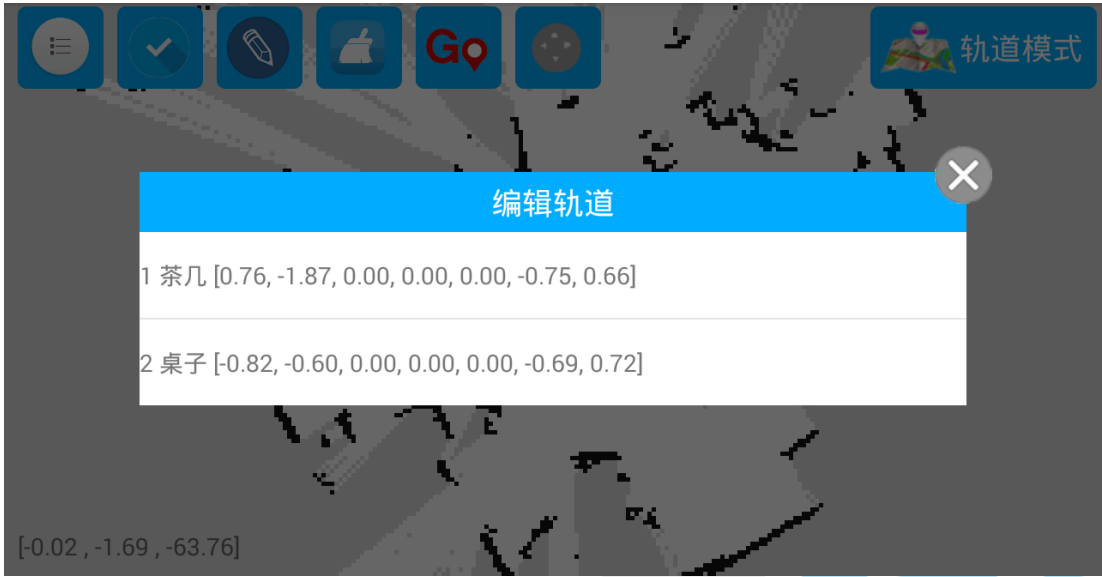 Go
轨道模式
编辑轨道
1 茶几 [0.76, -1.87, 0.00, 0.00, 0.00, -0.75, 0.66]
2 桌子 [-0.82, -0.60, 0.00, 0.00, 0.00, -0.69, 0.72]
[-0.02 , -1.69 , -63.76]